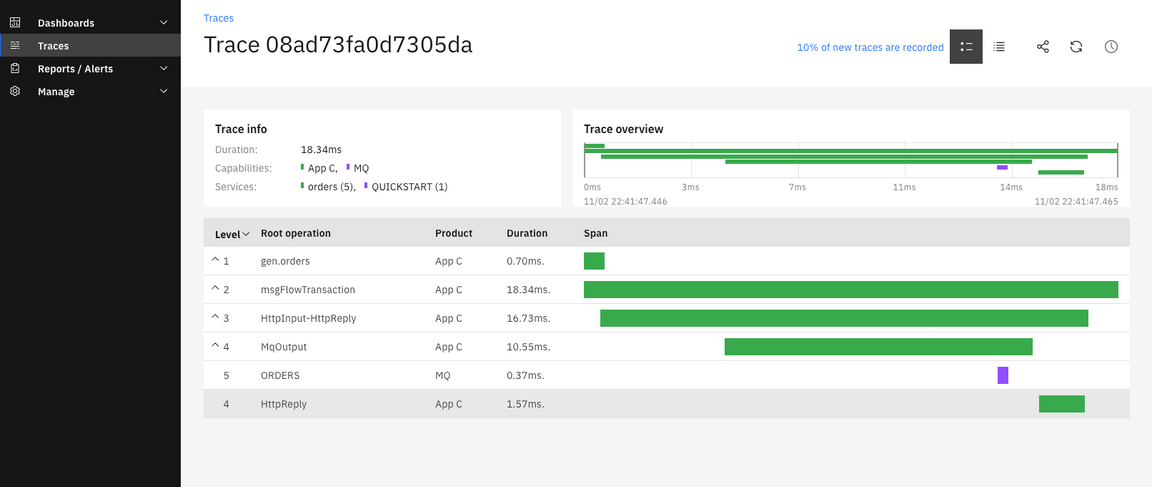 Dashboards
Traces
Reports / Alerts
Manage
Traces
Trace 08ad73fa0d7305da
10% of new traces are recorded
Trace info
Duration: 18.34ms
Capabilities: App C, MQ
Services: orders (5), QUICKSTART (1)
Trace overview
0ms 3ms 7ms 11ms 14ms 18ms
11/02 22:41:47.446 11/02 22:41:47.465
Level Root operation Product Duration Span
1 gen.orders App C 0.70ms.
2 msgFlowTransaction App C 18.34ms.
3 HttpInput-HttpReply App C 16.73ms.
4 MqOutput App C 10.55ms.
5 ORDERS MQ 0.37ms.
4 HttpReply App C 1.57ms.